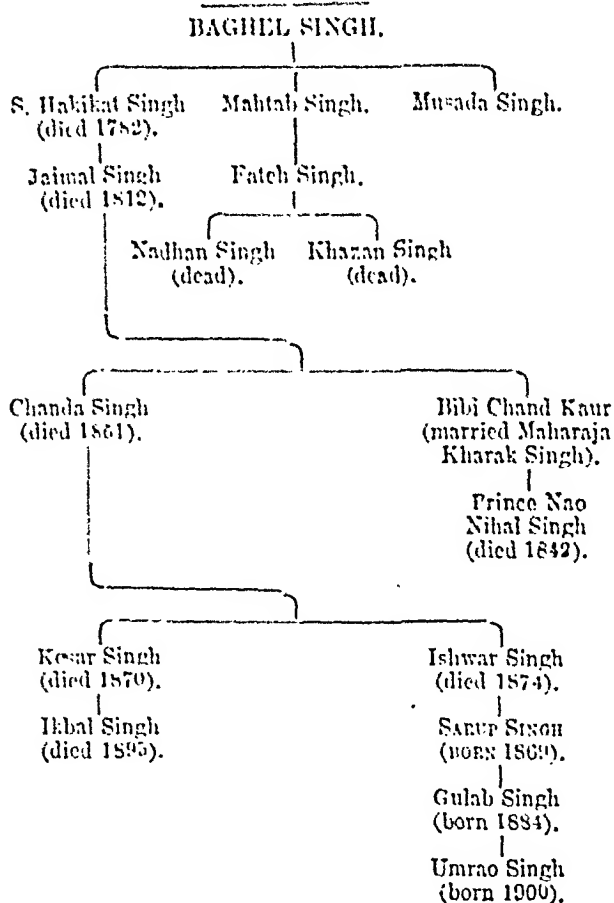 BAGHEL SINGH.
S. Hakikat Singh Mahtab Singh. Musada Singh.
(died 1782).
Jaimal Singh Fateh Singh.
(died 1812).
Nadhan Singh Khazan Singh
(dead). (dead).
Chanda Singh Bibi Chand Kaur
(died 1861). (married Maharaja
Kharak Singh).
Prince Nao
Nihal Singh
(died 1842).
Kesar Singh Ishwar Singh
(died 1870). (died 1874).
Ikbal Singh SARUP SINGH
(died 1895). (BORN 1869).
Gulab Singh
(born 1884).
Umrao Singh
(born 1900).